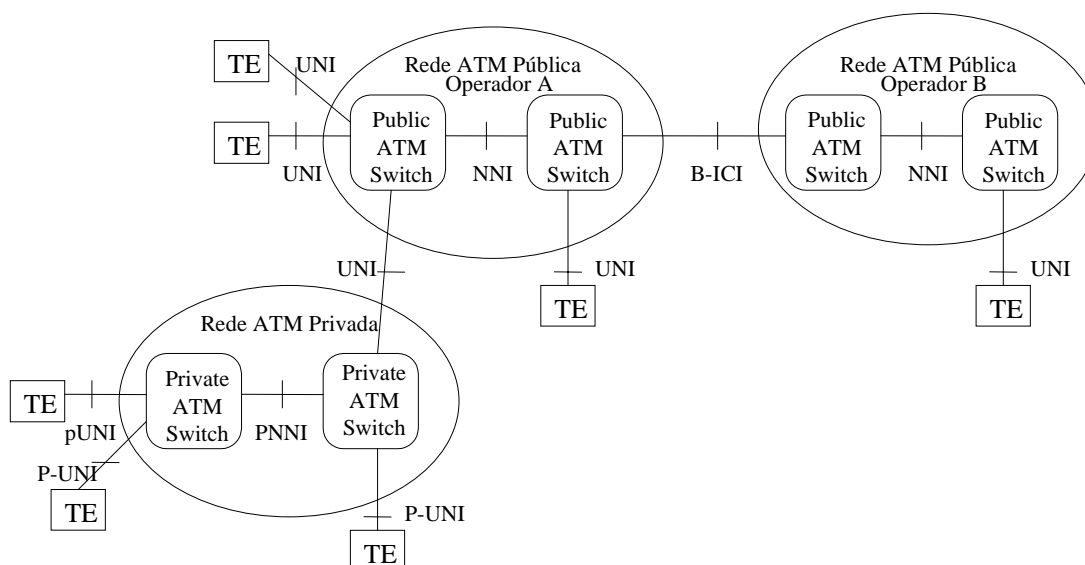 TE
UNI
Rede ATM Pública
Operador A
Rede ATM Pública
Operador B
TE
UNI
Public
ATM
Switch
NNI
Public
ATM
Switch
B-ICI
Public
ATM
Switch
NNI
Public
ATM
Switch
UNI
UNI
TE
UNI
TE
Rede ATM Privada
TE
pUNI
Private
ATM
Switch
PNNI
Private
ATM
Switch
P-UNI
TE
P-UNI
TE